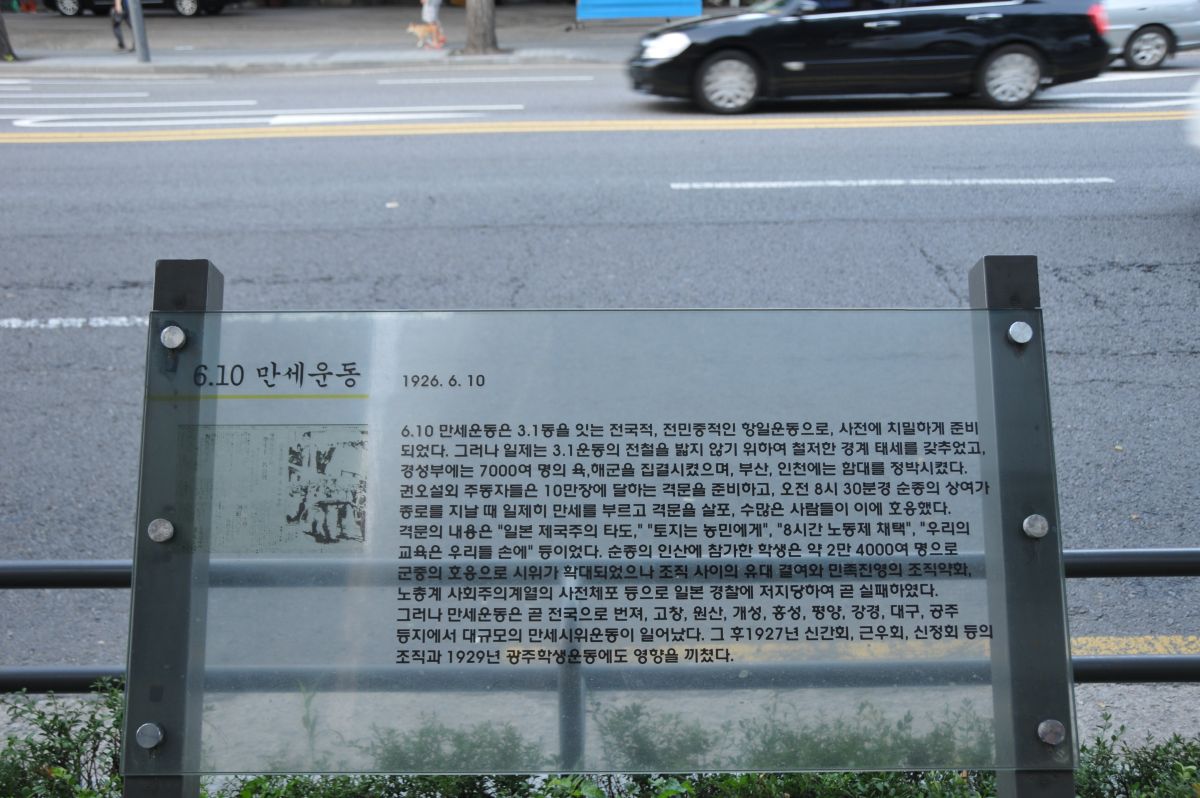 6.10 만세운동
1926. 6. 10
6.10 만세운동은 3.1동을 잇는 전국적, 전민중적인 항일운동으로, 사전에 치밀하게 준비
되었다. 그러나 일제는 3.1운동의 전철을 밟지 않기 위하여 철저한 경계 태세를 갖추었고,
경성부에는 7000여 명의 육,해군을 집결시켰으며, 부산, 인천에는 함대를 정박시켰다.
권오설외 주동자들은 10만장에 달하는 격문을 준비하고, 오전 8시 30분경 순종의 상여가
종로를 지날 때 일제히 만세를 부르고 격문을 살포, 수많은 사람들이 이에 호응했다.
격문의 내용은 "일본 제국주의 타도," "토지는 농민에게", "8시간 노동제 채택", "우리의
교육은 우리들 손에" 등이었다. 순종의 인산에 참가한 학생은 약 2만 4000여 명으로
군중의 호응으로 시위가 확대되었으나 조직 사이의 유대 결여와 민족진영의 조직약화,
노총계 사회주의계열의 사전체포 등으로 일본 경찰에 저지당하여 곧 실패하였다.
그러나 만세운동은 곧 전국으로 번져, 고창, 원산, 개성, 홍성, 평양, 강경, 대구, 공주
등지에서 대규모의 만세시위운동이 일어났다. 그 후1927년 신간회, 근우회, 신정회 등의
조직과 1929년 광주학생운동에도 영향을 끼쳤다.